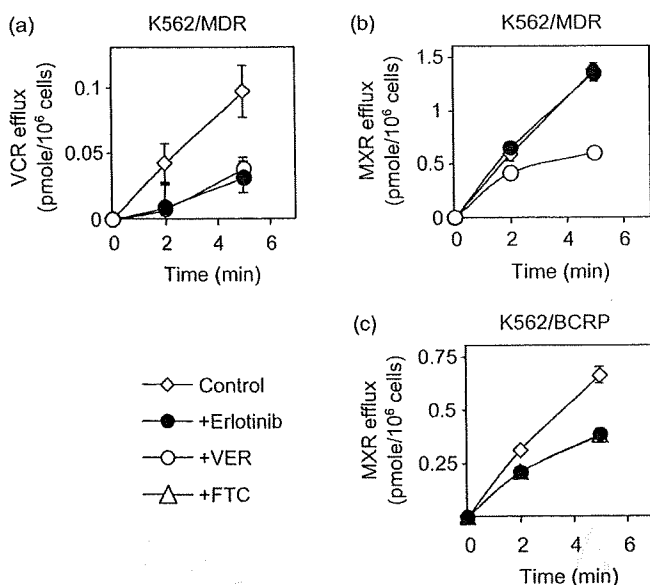 (a)
K562/MDR
VCR efflux
(pmole/10⁶ cells)
0.1
0.05
0
0 2 4 6
Time (min)
(b)
K562/MDR
MXR efflux
(pmole/10⁶ cells)
1.5
1
0.5
0
0 2 4 6
Time (min)
Control
+Erlotinib
+VER
+FTC
(c)
K562/BCRP
MXR efflux
(pmole/10⁶ cells)
0.75
0.5
0.25
0 2 4 6
Time (min)